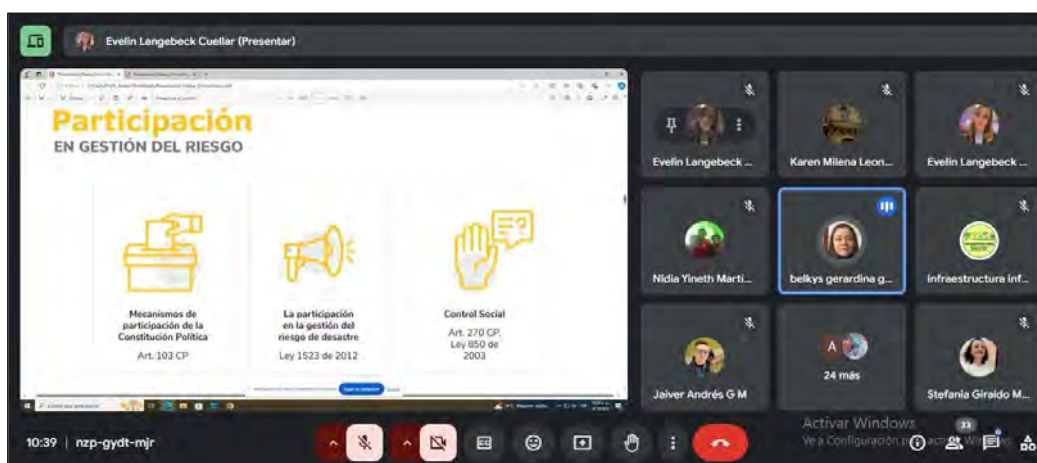 Evelin Langebeck Cuellar (Presentar)
Participación
EN GESTIÓN DEL RIESGO
Mecanismos de
participación de la
Constitución Política
Art. 103 CP
La participación
en la gestión del
riesgo de desastre
Ley 1523 de 2012
Control Social
Art. 270 CP.
Ley 850 de
2003
Evelin Langebeck ...
Karen Milena Leon...
Evelin Langebeck ...
Nidia Yineth Marti...
belkys gerardina g...
infraestructura inf...
Jaiver Andrés G M
A
24 más
Stefania Giraldo M...
Activar Windows
Ve a Configuración
33
10:39 | nzp-gydt-mjr